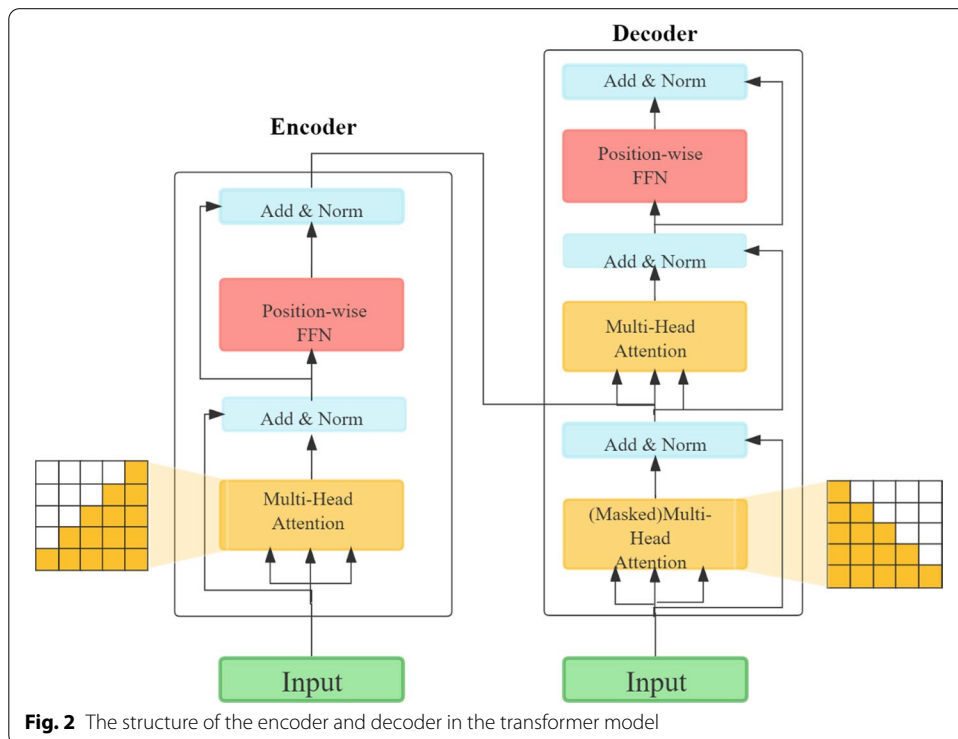 Encoder
Add & Norm
Position-wise
FFN
Add & Norm
Multi-Head
Attention
Input
Decoder
Add & Norm
Position-wise
FFN
Add & Norm
Multi-Head
Attention
Add & Norm
(Masked)Multi-
Head
Attention
Input
Fig. 2 The structure of the encoder and decoder in the transformer model